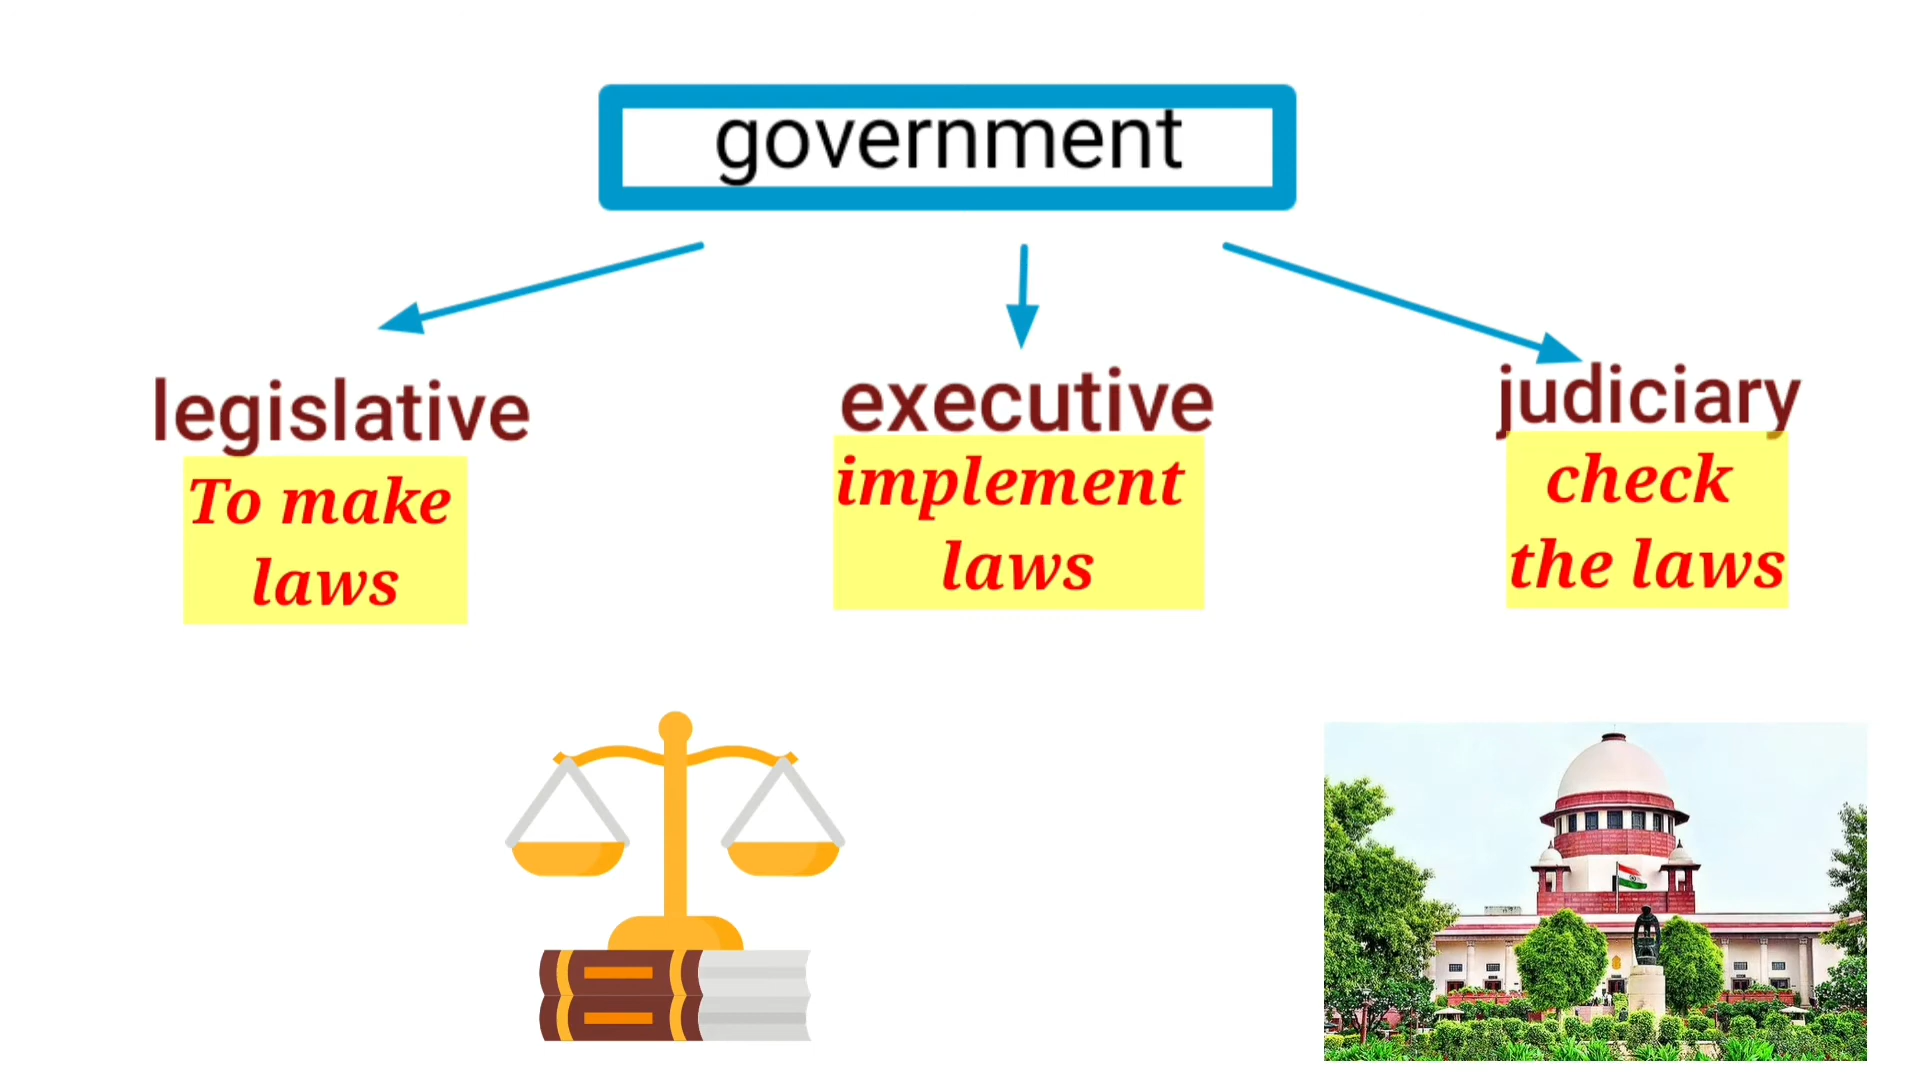 government
legislative
To make
laws
executive
implement
laws
judiciary
check
the laws